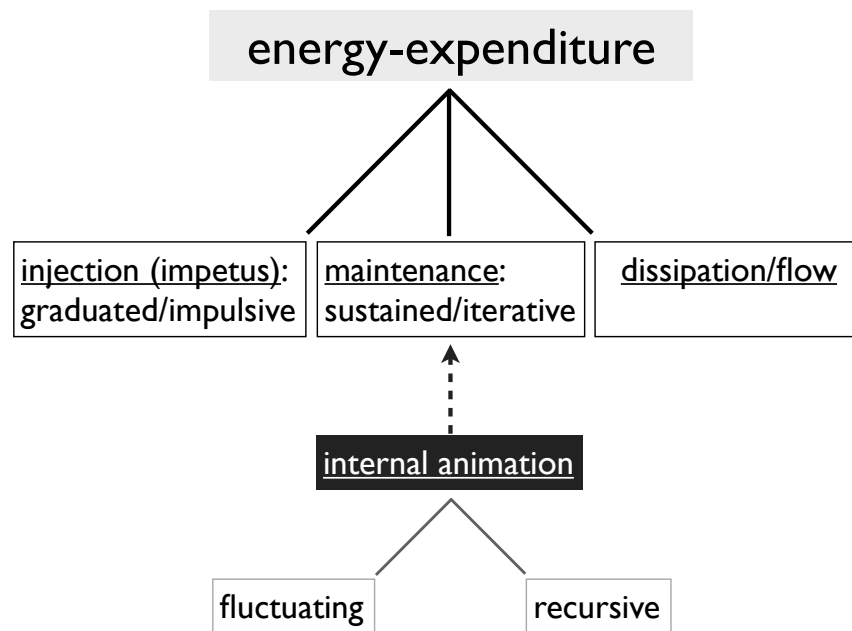 energy-expenditure
injection (impetus):
graduated/impulsive
maintenance:
sustained/iterative
dissipation/flow
internal animation
fluctuating
recursive